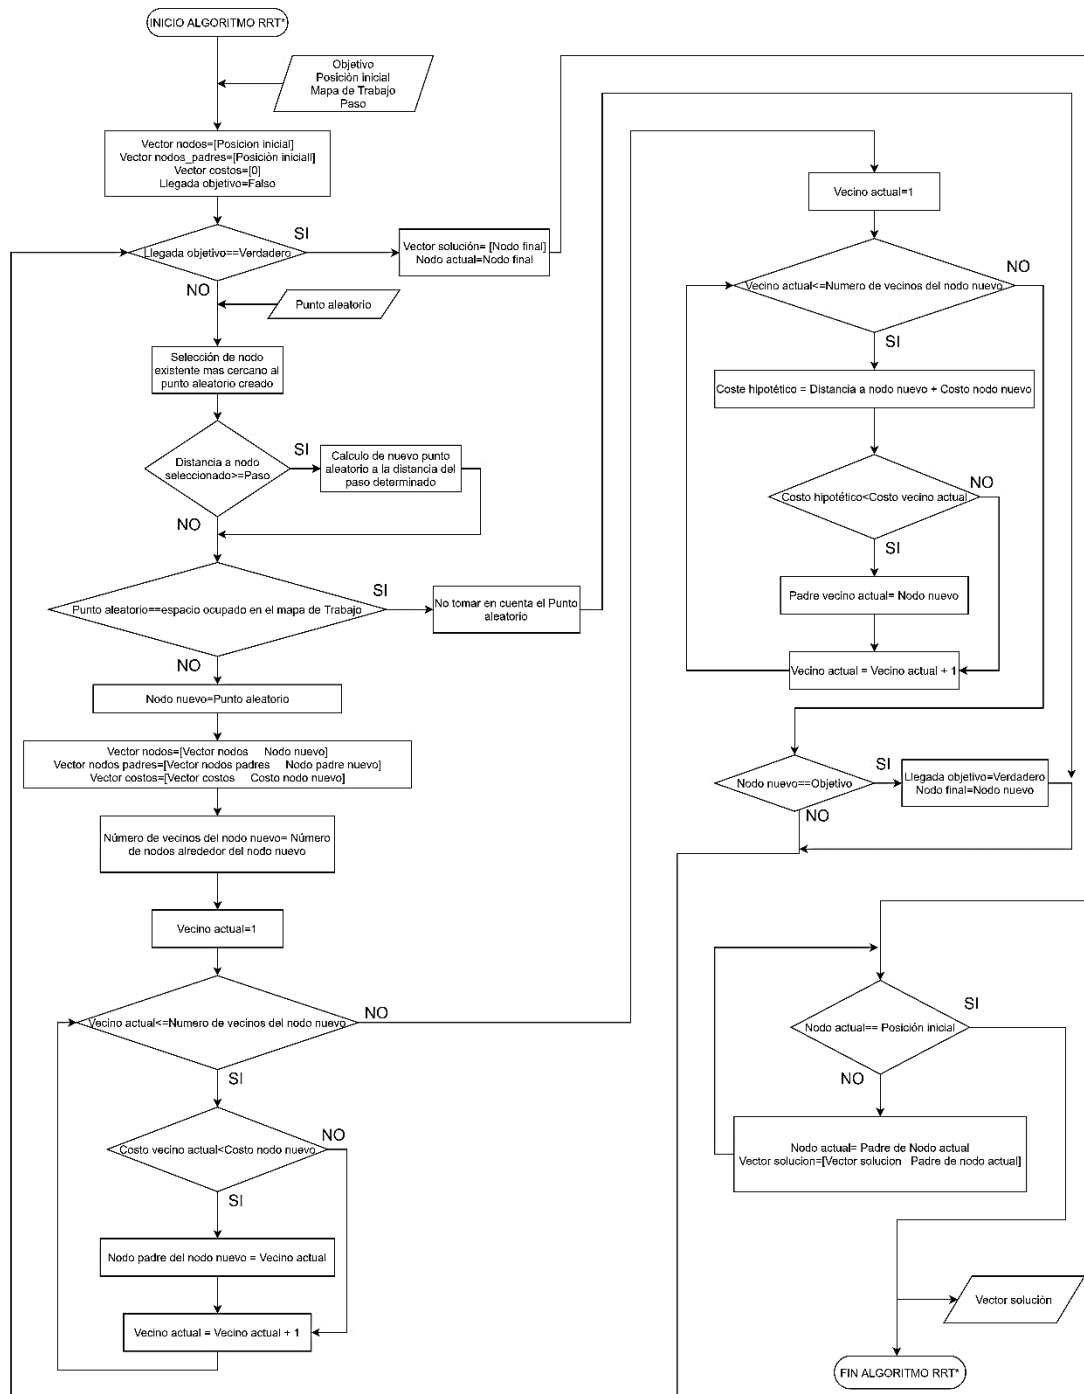 INICIO ALGORITMO RRT*
Objetivo
Posiciòn inicial
Mapa de Trabajo
Paso
Vector nodos=[Posicion inicial]
Vector nodos_padres=[Posiciòn iniciall]
Vector costos=[0]
Llegada objetivo=Falso
Llegada objetivo==Verdadero
SI
NO
Vector solución= [Nodo final]
Nodo actual=Nodo final
Punto aleatorio
Selección de nodo
existente mas cercano al
punto aleatorio creado
Distancia a nodo
seleccionado>=Paso
SI
NO
Calculo de nuevo punto
aleatorio a la distancia del
paso determinado
Punto aleatorio==espacio ocupado en el mapa de Trabajo
SI
NO
No tomar en cuenta el Punto
aleatorio
Nodo nuevo=Punto aleatorio
Vector nodos=[Vector nodos Nodo nuevo]
Vector nodos padres=[Vector nodos padres Nodo padre nuevo]
Vector costos=[Vector costos Costo nodo nuevo]
Número de vecinos del nodo nuevo= Número
de nodos alrededor del nodo nuevo
Vecino actual=1
Vecino actual<=Numero de vecinos del nodo nuevo
NO
SI
Costo vecino actual<Costo nodo nuevo
NO
SI
Nodo padre del nodo nuevo = Vecino actual
Vecino actual = Vecino actual + 1
Vecino actual=1
Vecino actual<=Numero de vecinos del nodo nuevo
NO
SI
Coste hipotético = Distancia a nodo nuevo + Costo nodo nuevo
Costo hipotético<Costo vecino actual
NO
SI
Padre vecino actual= Nodo nuevo
Vecino actual = Vecino actual + 1
Nodo nuevo==Objetivo
SI
NO
Llegada objetivo=Verdadero
Nodo final=Nodo nuevo
Nodo actual== Posición inicial
SI
NO
Nodo actual= Padre de Nodo actual
Vector solucion=[Vector solucion Padre de nodo actual]
Vector soluciòn
FIN ALGORITMO RRT*